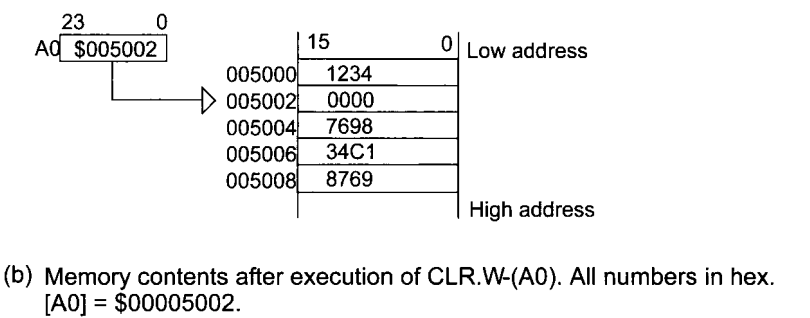 23 0
A0 $005002
15 0 Low address
005000 1234
005002 0000
005004 7698
005006 34C1
005008 8769
High address
(b) Memory contents after execution of CLR.W-(A0). All numbers in hex.
[A0] = $00005002.